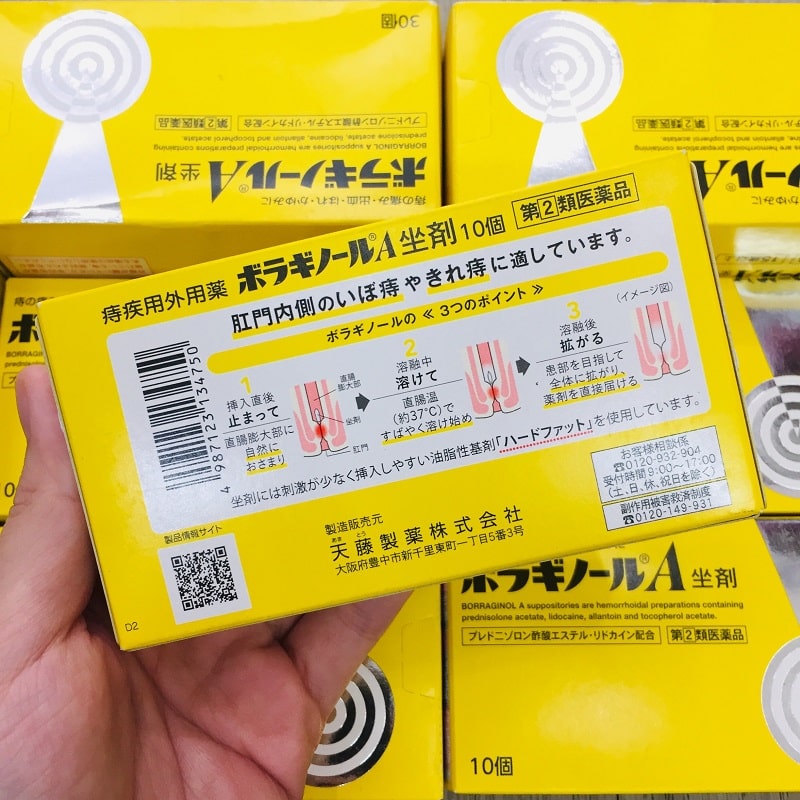 30個
プレドニゾロン酢酸エステル・リドカイン配合
第②類医薬品
BORRAGINOL A suppositories are hemorrhoidal preparations containing
prednisolone acetate, lidocaine, allantoin and tocopherol acetate.
ボラギノール®A坐剤
痔の痛み・出血・はれ・かゆみに
第②類医薬品
痔疾用外用薬 ボラギノール®A坐剤10個 第②類医薬品
肛門内側のいぼ痔やきれ痔に適しています。
ボラギノールの≪3つのポイント≫
(イメージ図)
1
挿入直後
止まって
直腸膨大部に
自然に
おさまり
直腸
膨大部
坐剤
肛門
2
溶融中
溶けて
直腸温
(約37℃)で
すばやく溶け始め
3
溶融後
拡がる
患部を目指して
全体に拡がり、
薬剤を直接届ける
坐剤には刺激が少なく挿入しやすい油脂性基剤「ハードファット」を使用しています。
4 987123 134750
製品情報サイト
製造販売元
あま とう
天藤製薬株式会社
大阪府豊中市新千里東町一丁目5番3号
お客様相談係
☎0120-932-904
受付時間9:00〜17:00
(土、日、休、祝日を除く)
副作用被害救済制度
☎0120-149-931
D2
ボラギノールA 坐剤
BORRAGINOL A suppositories are hemorrhoidal preparations containing
prednisolone acetate, lidocaine, allantoin and tocopherol acetate.
プレドニゾロン酢酸エステル・リドカイン配合 第②類医薬品
10個